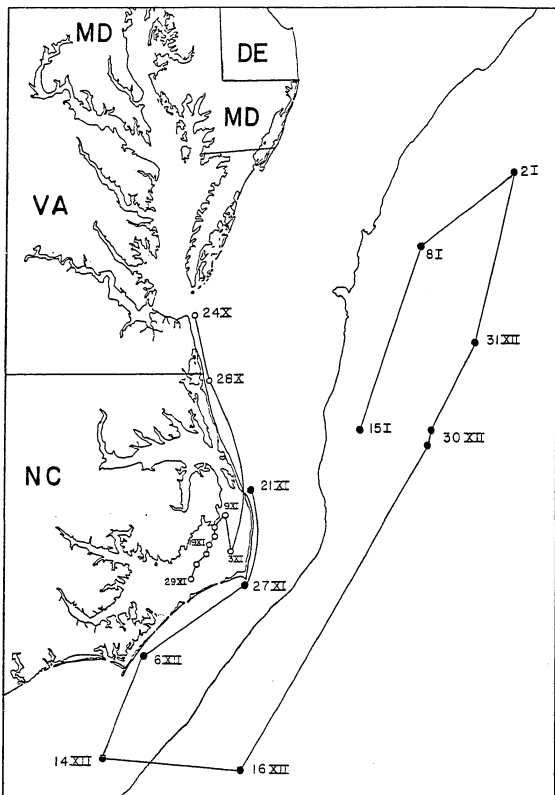 MD
DE
MD
VA
2 I
8 I
24 X
31 XII
28 X
15 I
30 XII
NC
21 XI
9 XI
3 XI
29 XI
27 XI
6 XII
14 XII
16 XII